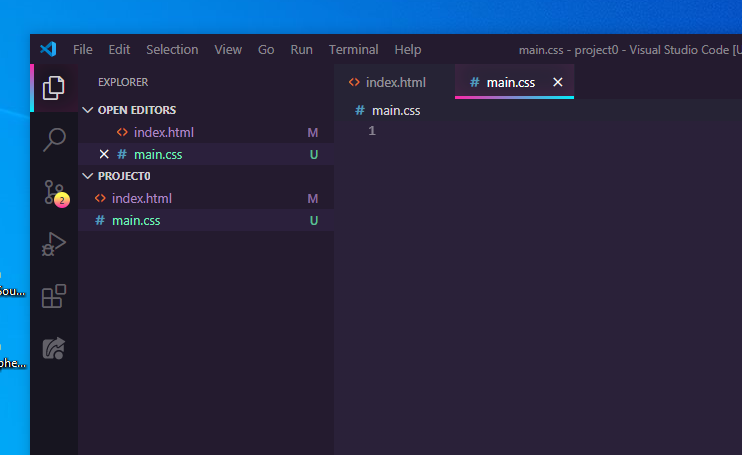 File Edit Selection View Go Run Terminal Help main.css - project0 - Visual Studio Code [U
EXPLORER
index.html main.css
OPEN EDITORS
main.css
index.html M
1
main.css U
PROJECT0
index.html M
2
main.css U
Sou...
phe...